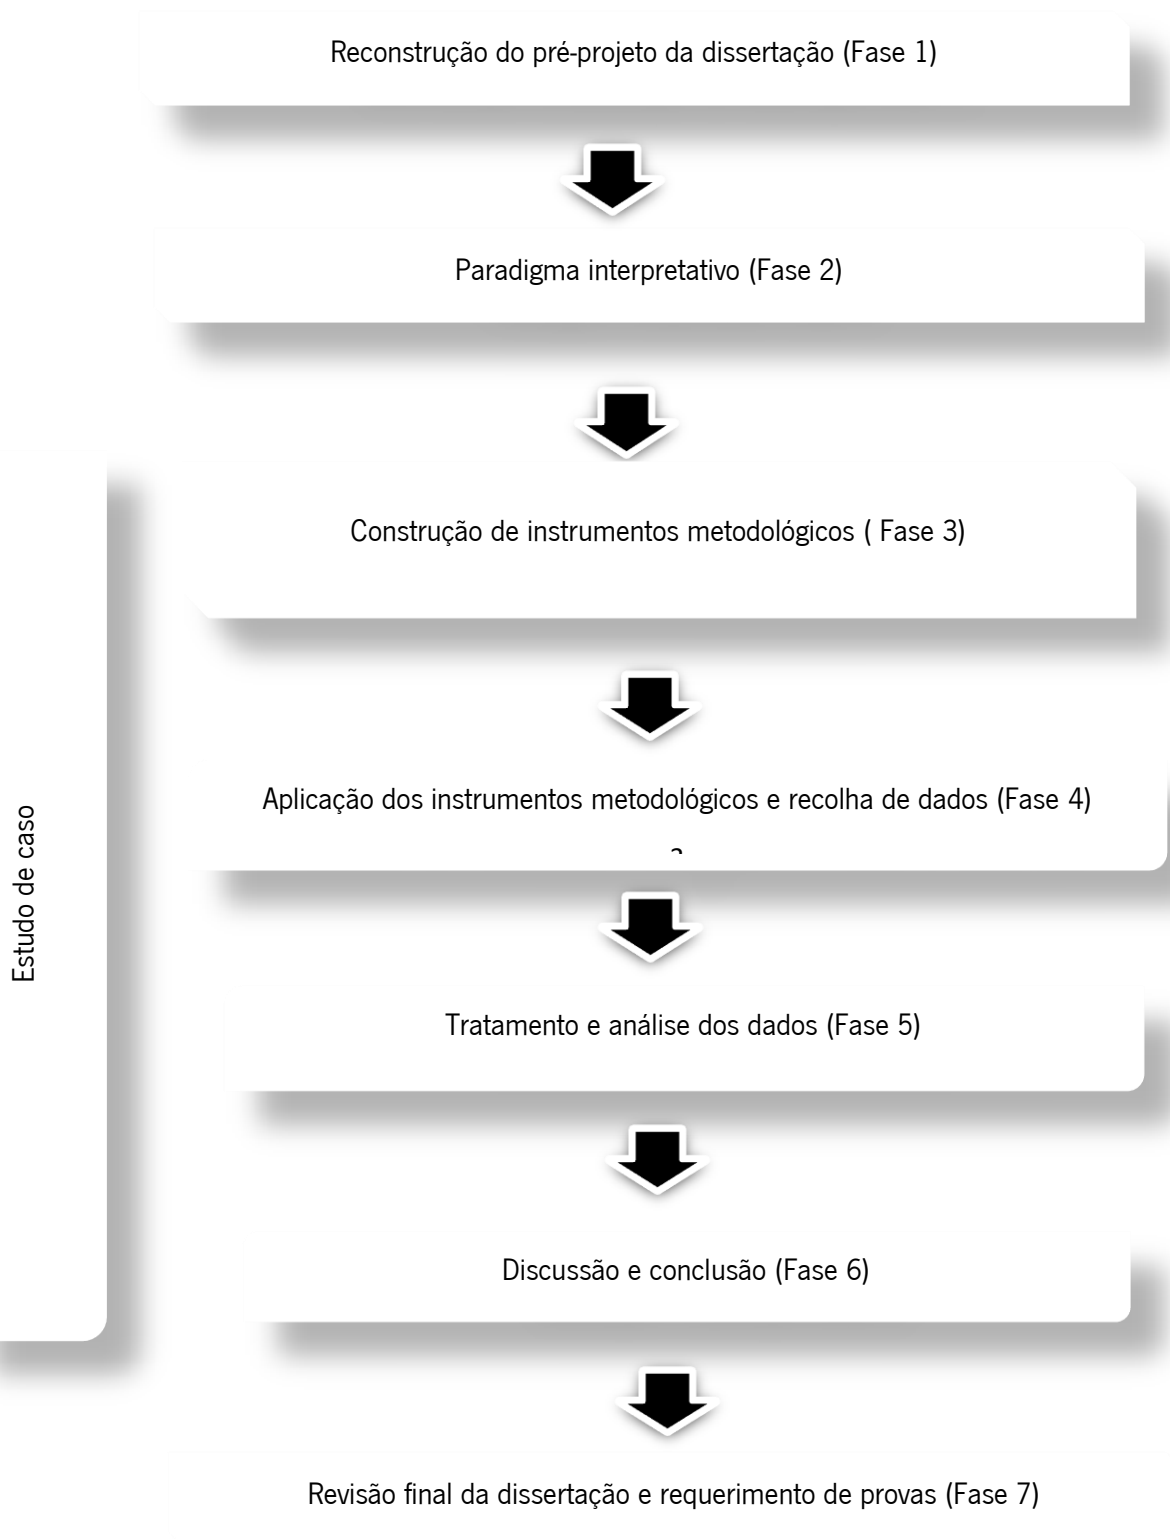 Reconstrução do pré-projeto da dissertação (Fase 1)
Paradigma interpretativo (Fase 2)
Construção de instrumentos metodológicos ( Fase 3)
Aplicação dos instrumentos metodológicos e recolha de dados (Fase 4)
Estudo de caso
Tratamento e análise dos dados (Fase 5)
Discussão e conclusão (Fase 6)
Revisão final da dissertação e requerimento de provas (Fase 7)